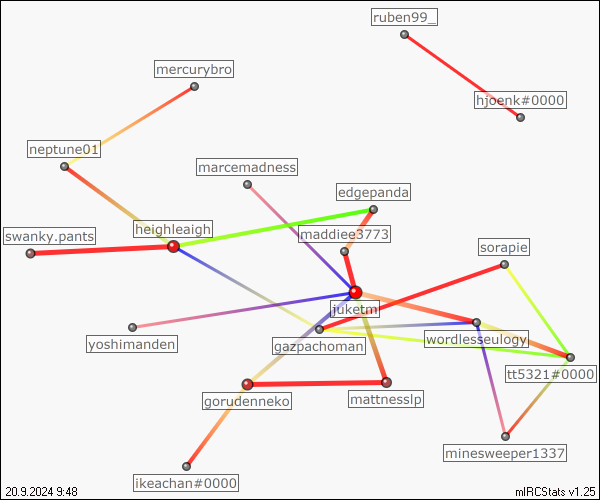 ruben99_
mercurybro
hjoenk#0000
neptune01
marcemadness
edgepanda
heighleaigh
maddiee3773
swanky.pants
sorapie
juketm
yoshimanden
gazpachoman
wordlesseulogy
tt5321#0000
gorudenneko
mattnesslp
minesweeper1337
ikeachan#0000
20.9.2024 9:48
mIRCStats v1.25